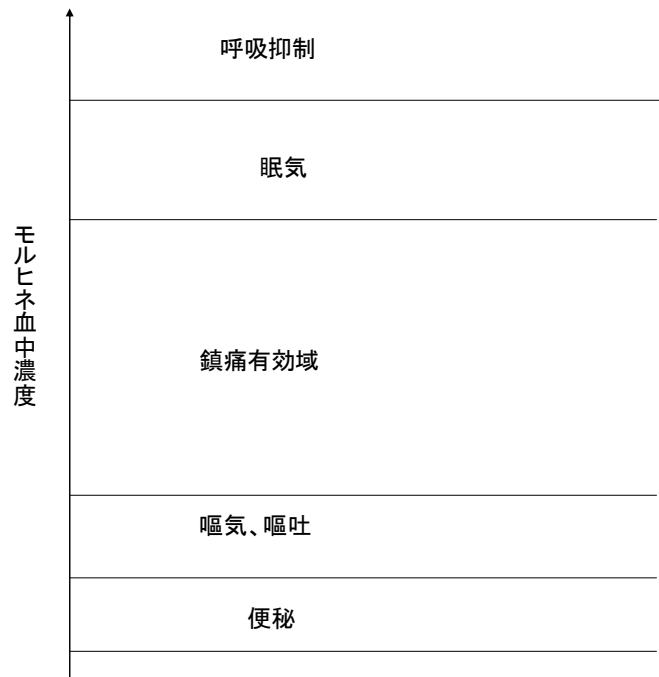 呼吸抑制
眠気
モルヒネ血中濃度
鎮痛有効域
嘔気、嘔吐
便秘